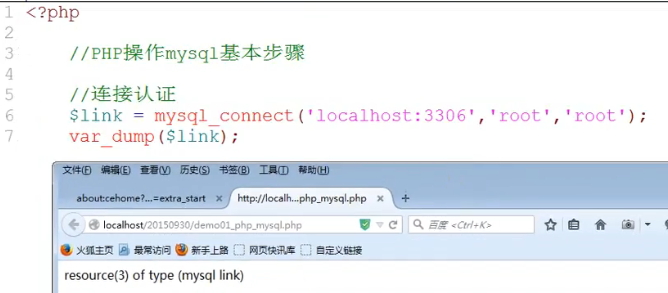 1 <?php
2
3 //PHP操作mysql基本步骤
4
5 //连接认证
6 $link = mysql_connect('localhost:3306','root','root');
7 var_dump($link);
文件(F) 编辑(E) 查看(V) 历史(S) 书签(B) 工具(T) 帮助(H)
about:cehome?...=extra_start × http://localh...php_mysql.php × +
localhost/20150930/demo01_php_mysql.php 百度 <Ctrl+K>
火狐主页 最常访问 新手上路 网页快讯库 自定义链接
resource(3) of type (mysql link)